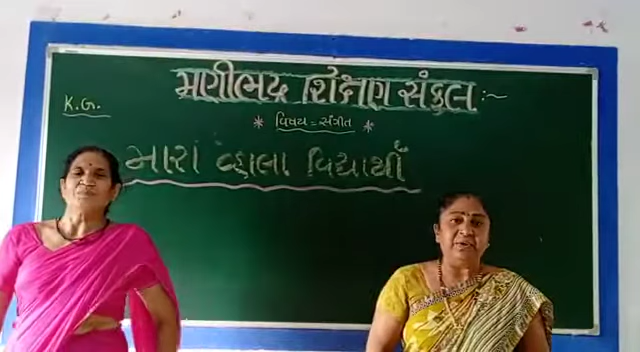 મણીભદ્ર શિક્ષણ સંકુલ :~
K.G.
* વિષય = સંગીત *
મારા વ્હાલા વિદ્યાર્થી